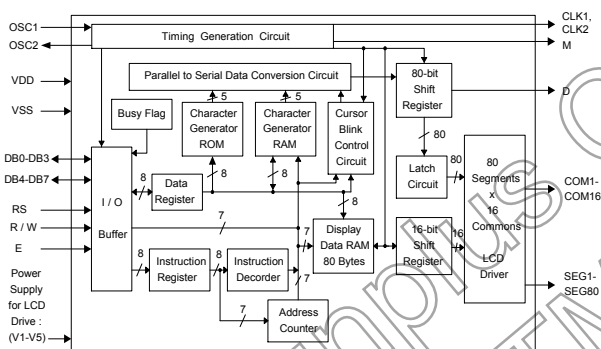 OSC1
OSC2
Timing Generation Circuit
CLK1,
CLK2
M
Parallel to Serial Data Conversion Circuit
80-bit
Shift
Register
D
VDD
VSS
Busy Flag
5
5
Character
Generator
ROM
Character
Generator
RAM
Cursor
Blink
Control
Circuit
80
Latch
Circuit
80
80
Segments
x
16
Commons
LCD
Driver
COM1-
COM16
SEG1-
SEG80
DB0-DB3
DB4-DB7
RS
R / W
E
I / O
Buffer
8
Data
Register
8
8
8
7
7
7
Display
Data RAM
80 Bytes
16-bit
Shift
Register
16
8
Instruction
Register
8
Instruction
Decorder
7
Address
Counter
Power
Supply
for LCD
Drive :
(V1-V5)
nplus